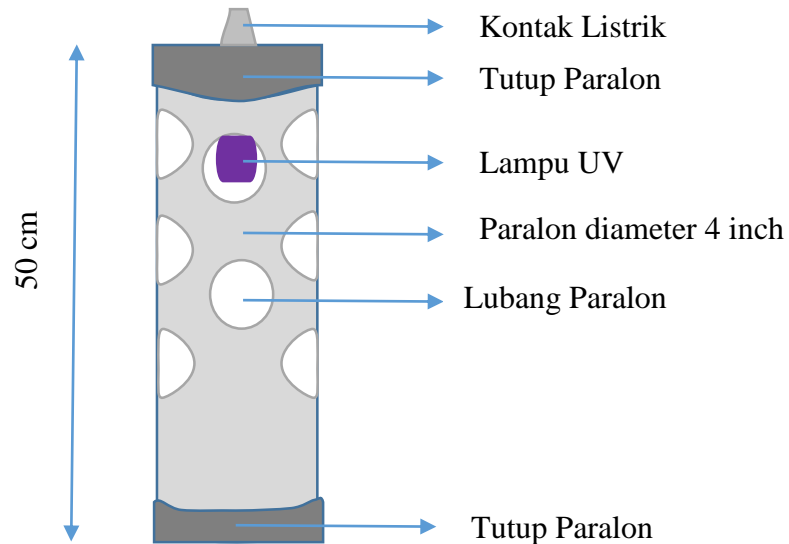 Kontak Listrik
Tutup Paralon
Lampu UV
Paralon diameter 4 inch
50 cm
Lubang Paralon
Tutup Paralon